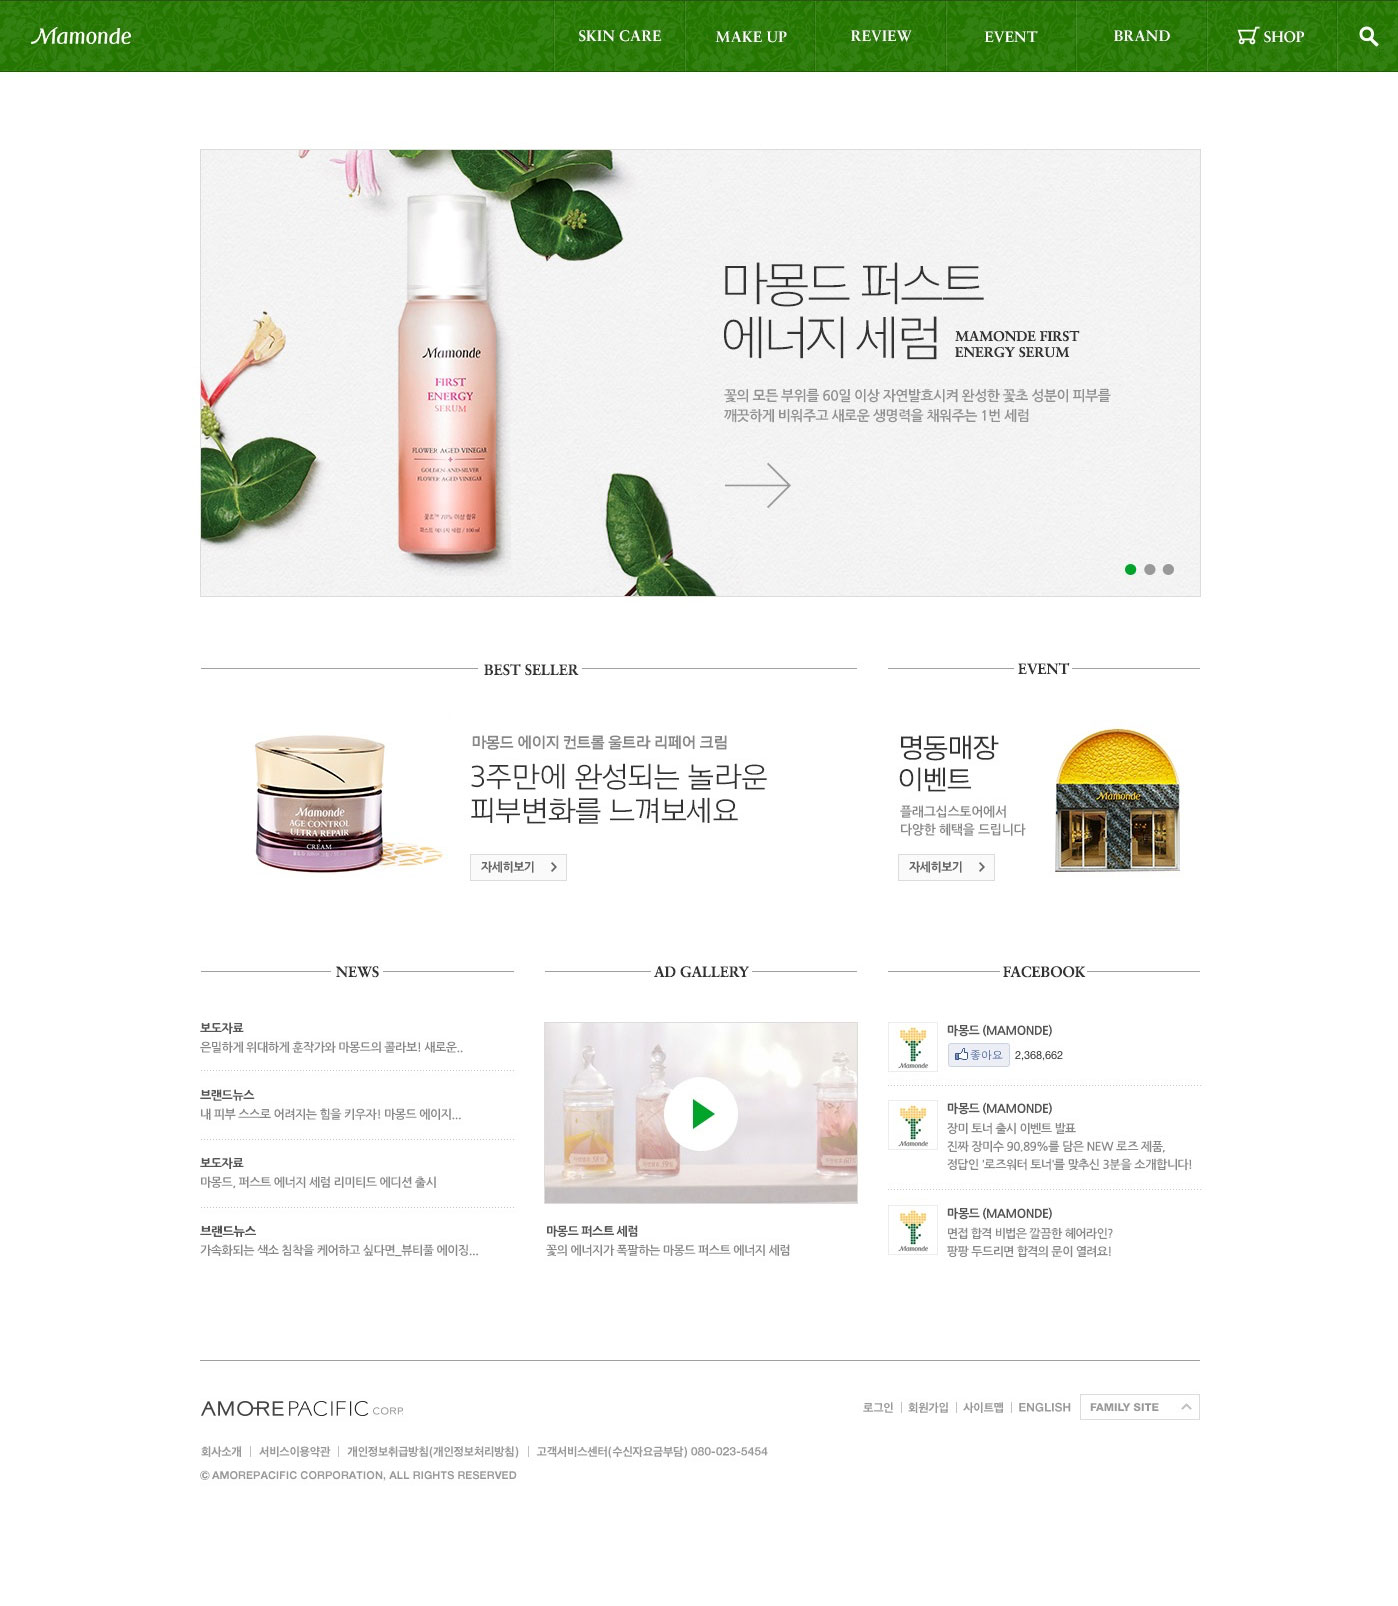 Mamonde
SKIN CARE
MAKE UP
REVIEW
EVENT
BRAND
SHOP
마몽드 퍼스트
에너지 세럼
MAMONDE FIRST
ENERGY SERUM
꽃의 모든 부위를 60일 이상 자연발효시켜 완성한 꽃초 성분이 피부를
깨끗하게 비워주고 새로운 생명력을 채워주는 1번 세럼
Mamonde
FIRST
ENERGY
SERUM
FLOWER AGED VINEGAR
GOLDEN-AND-SILVER
FLOWER AGED VINEGAR
꽃초™ 78% 이상 함유
퍼스트 에너지 세럼 / 100ml
BEST SELLER
마몽드 에이지 컨트롤 울트라 리페어 크림
3주만에 완성되는 놀라운
피부변화를 느껴보세요
자세히보기
Mamonde
AGE CONTROL
ULTRA REPAIR
CREAM
EVENT
명동매장
이벤트
플래그십스토어에서
다양한 혜택을 드립니다
자세히보기
Mamonde
NEWS
보도자료
은밀하게 위대하게 훈작가와 마몽드의 콜라보! 새로운..
브랜드뉴스
내 피부 스스로 어려지는 힘을 키우자! 마몽드 에이지...
보도자료
마몽드, 퍼스트 에너지 세럼 리미티드 에디션 출시
브랜드뉴스
가속화되는 색소 침착을 케어하고 싶다면_뷰티풀 에이징...
AD GALLERY
마몽드 퍼스트 세럼
꽃의 에너지가 폭팔하는 마몽드 퍼스트 에너지 세럼
FACEBOOK
Mamonde
마몽드 (MAMONDE)
좋아요 2,368,662
Mamonde
마몽드 (MAMONDE)
장미 토너 출시 이벤트 발표
진짜 장미수 90.89%를 담은 NEW 로즈 제품,
정답인 '로즈워터 토너'를 맞추신 3분을 소개합니다!
Mamonde
마몽드 (MAMONDE)
면접 합격 비법은 깔끔한 헤어라인?
팡팡 두드리면 합격의 문이 열려요!
AMOREPACIFIC CORP.
로그인 | 회원가입 | 사이트맵 | ENGLISH
FAMILY SITE
회사소개 | 서비스이용약관 | 개인정보취급방침(개인정보처리방침) | 고객서비스센터(수신자요금부담) 080-023-5454
© AMOREPACIFIC CORPORATION, ALL RIGHTS RESERVED